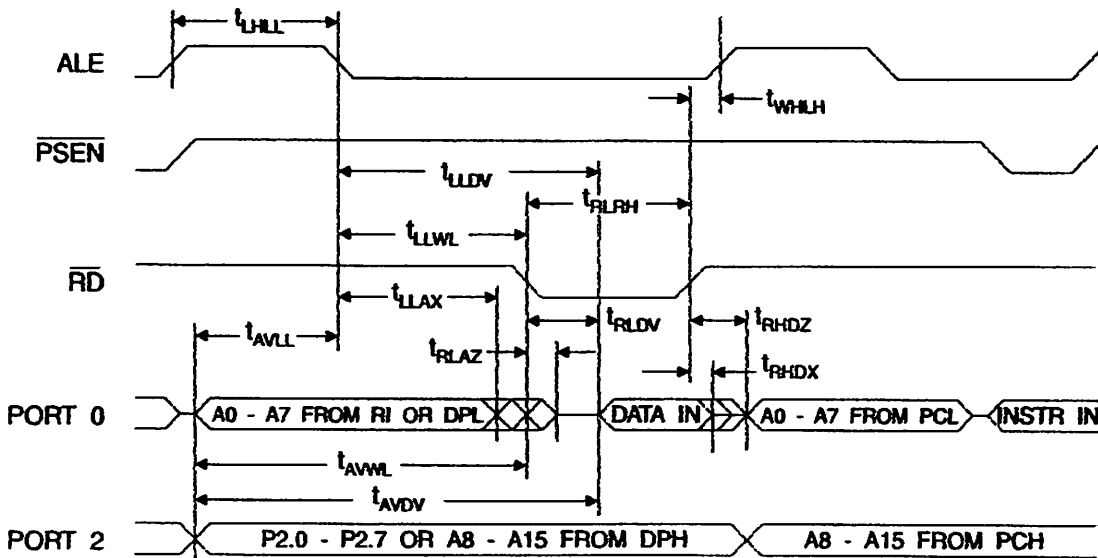 tLHLL
ALE
tWHLH
PSEN
tLLDV
tRLRH
tLLWL
RD
tLLAX
tAVLL
tRLDV
tRHDZ
tRLAZ
tRHDX
PORT 0
A0 - A7 FROM RI OR DPL
DATA IN
A0 - A7 FROM PCL
INSTR IN
tAVWL
tAVDV
PORT 2
P2.0 - P2.7 OR A8 - A15 FROM DPH
A8 - A15 FROM PCH